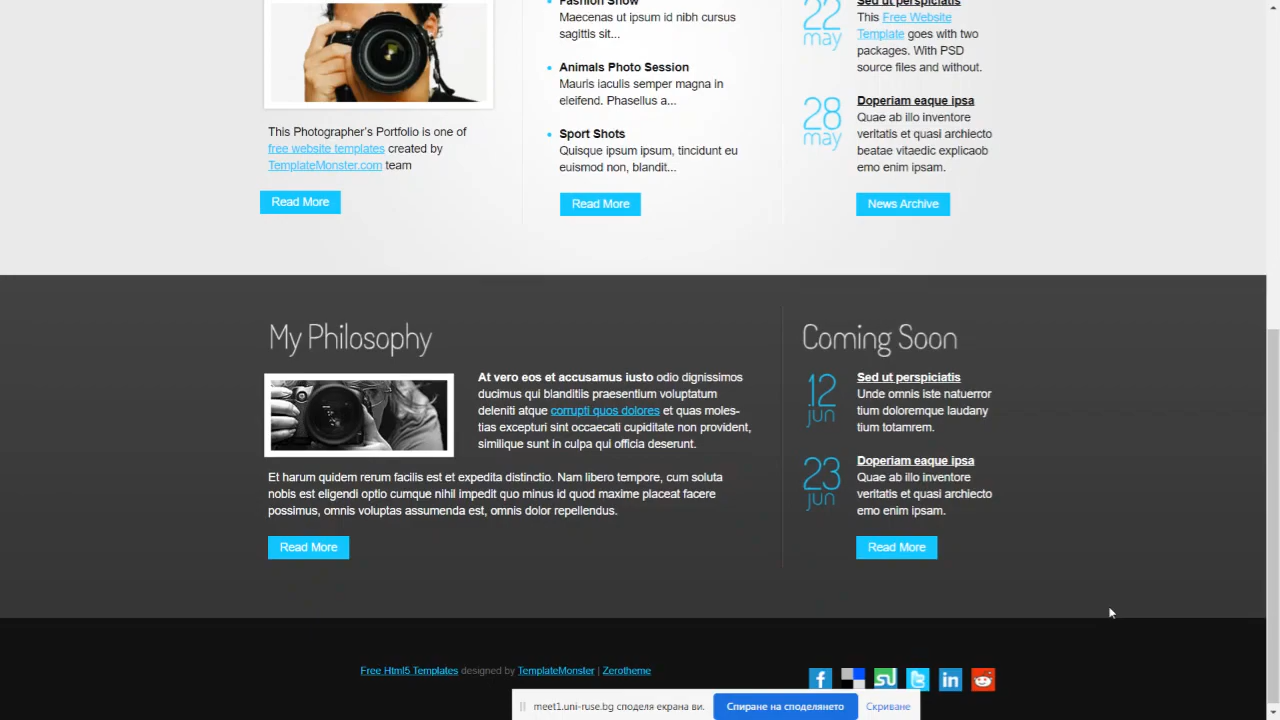 Fashion Show
Maecenas ut ipsum id nibh cursus
sagittis sit...
Animals Photo Session
Mauris iaculis semper magna in
eleifend. Phasellus a...
Sport Shots
Quisque ipsum ipsum, tincidunt eu
euismod non, blandit...
Read More
This Photographer's Portfolio is one of
free website templates created by
TemplateMonster.com team
Read More
22
may
Sed ut perspiciatis
This Free Website
Template goes with two
packages. With PSD
source files and without.
28
may
Doperiam eaque ipsa
Quae ab illo inventore
veritatis et quasi architecto
beatae vitaedic explicaob
emo enim ipsam.
News Archive
My Philosophy
At vero eos et accusamus iusto odio dignissimos
ducimus qui blanditiis praesentium voluptatum
deleniti atque corrupti quos dolores et quas moles-
tias excepturi sint occaecati cupiditate non provident,
similique sunt in culpa qui officia deserunt.
Et harum quidem rerum facilis est et expedita distinctio. Nam libero tempore, cum soluta
nobis est eligendi optio cumque nihil impedit quo minus id quod maxime placeat facere
possimus, omnis voluptas assumenda est, omnis dolor repellendus.
Read More
Coming Soon
12
jun
Sed ut perspiciatis
Unde omnis iste natuerror
tium doloremque laudany
tium totamrem.
23
jun
Doperiam eaque ipsa
Quae ab illo inventore
veritatis et quasi architecto
emo enim ipsam.
Read More
Free Html5 Templates designed by TemplateMonster | Zerotheme
meet1.uni-ruse.bg споделя екрана ви.
Спиране на споделянето
Скриване